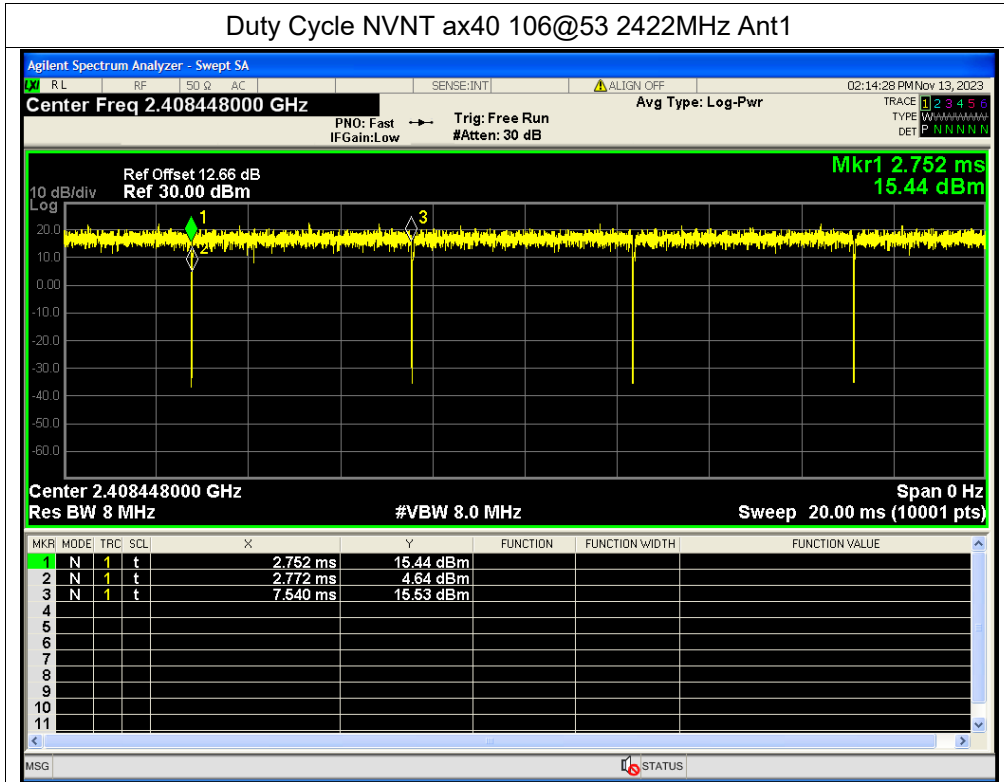 Duty Cycle NVNT ax40 106@53 2422MHz Ant1
Agilent Spectrum Analyzer - Swept SA
LXI RL RF 50 Ω AC SENSE:INT ALIGN OFF 02:14:28 PM Nov 13, 2023
Center Freq 2.408448000 GHz
Avg Type: Log-Pwr
TRACE 1 2 3 4 5 6
PNO: Fast Trig: Free Run
TYPE W
IFGain:Low #Atten: 30 dB
DET P N N N N N
Mkr1 2.752 ms
15.44 dBm
Ref Offset 12.66 dB
10 dB/div Ref 30.00 dBm
Log
20.0
10.0
0.00
-10.0
-20.0
-30.0
-40.0
-50.0
-60.0
1
2
3
Center 2.408448000 GHz Span 0 Hz
Res BW 8 MHz #VBW 8.0 MHz Sweep 20.00 ms (10001 pts)
MKR MODE TRC SCL X Y FUNCTION FUNCTION WIDTH FUNCTION VALUE
1 N 1 t 2.752 ms 15.44 dBm
2 N 1 t 2.772 ms 4.64 dBm
3 N 1 t 7.540 ms 15.53 dBm
4
5
6
7
8
9
10
11
MSG STATUS